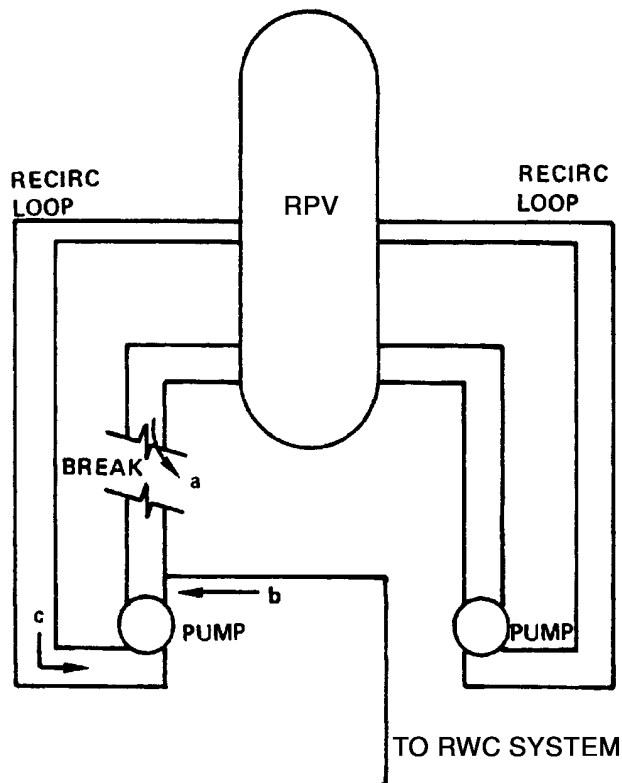 RECIRC
LOOP
RPV
RECIRC
LOOP
BREAK
a
b
c
PUMP
PUMP
TO RWC SYSTEM